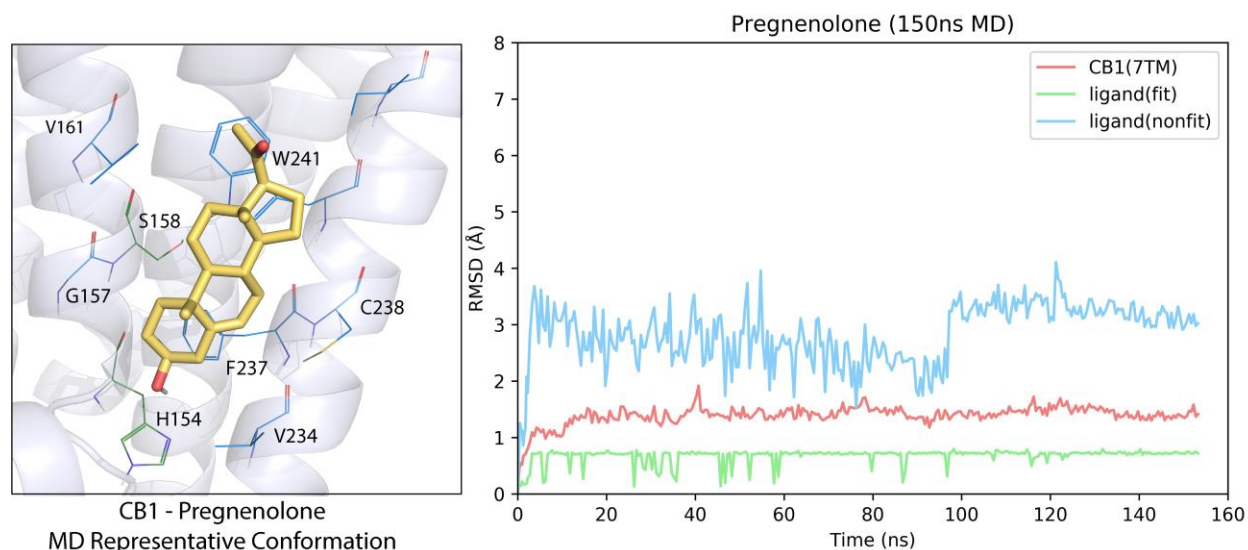 V161
W241
S158
G157
C238
F237
H154
V234
CB1 - Pregnenolone
MD Representative Conformation
Pregnenolone (150ns MD)
CB1(7TM)
ligand(fit)
ligand(nonfit)
RMSD (Å)
8
7
6
5
4
3
2
1
0
0 20 40 60 80 100 120 140 160
Time (ns)